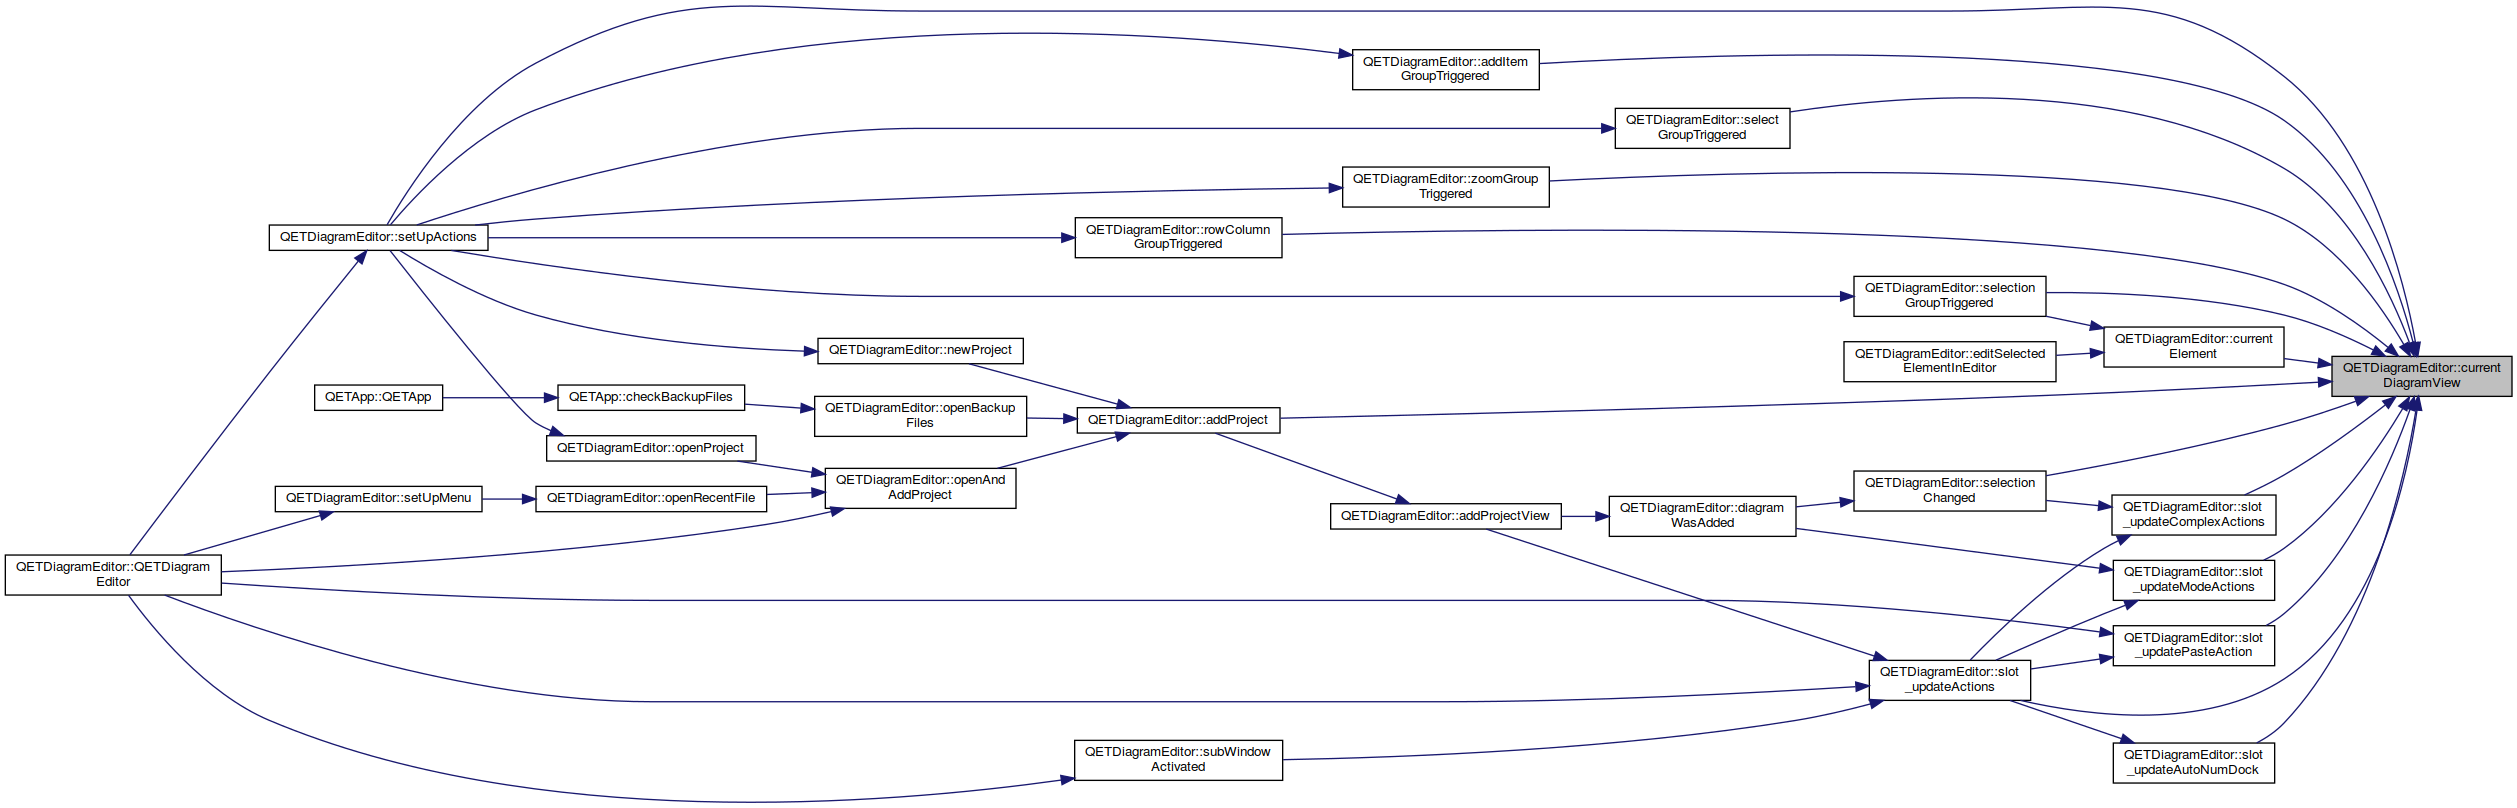 QETDiagramEditor::addItem
GroupTriggered
QETDiagramEditor::select
GroupTriggered
QETDiagramEditor::zoomGroup
Triggered
QETDiagramEditor::setUpActions
QETDiagramEditor::rowColumn
GroupTriggered
QETDiagramEditor::selection
GroupTriggered
QETDiagramEditor::newProject
QETDiagramEditor::editSelected
ElementInEditor
QETDiagramEditor::current
Element
QETDiagramEditor::current
DiagramView
QETApp::QETApp
QETApp::checkBackupFiles
QETDiagramEditor::openBackup
Files
QETDiagramEditor::addProject
QETDiagramEditor::openProject
QETDiagramEditor::openAnd
AddProject
QETDiagramEditor::setUpMenu
QETDiagramEditor::openRecentFile
QETDiagramEditor::addProjectView
QETDiagramEditor::diagram
WasAdded
QETDiagramEditor::selection
Changed
QETDiagramEditor::slot
_updateComplexActions
QETDiagramEditor::QETDiagram
Editor
QETDiagramEditor::slot
_updateModeActions
QETDiagramEditor::slot
_updatePasteAction
QETDiagramEditor::slot
_updateActions
QETDiagramEditor::subWindow
Activated
QETDiagramEditor::slot
_updateAutoNumDock